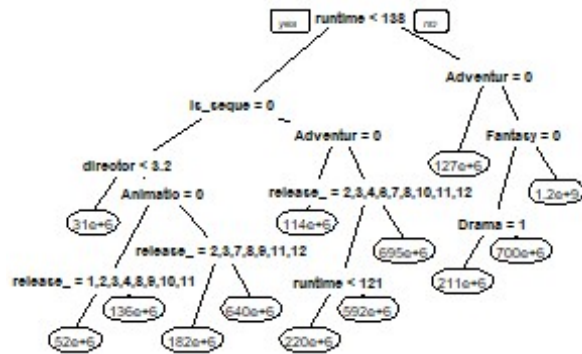 yes runtime < 138 no
Adventur = 0
Is_seque = 0
Adventur = 0
Fantasy = 0
director < 3.2
127e+6
Animatio = 0
1.2e+9
release_ = 2,3,4,6,7,8,10,11,12
31e+6
114e+6
Drama = 1
release_ = 2,3,7,8,9,11,12
695e+6
700e+6
release_ = 1,2,3,4,8,9,10,11
runtime < 121
211e+6
136e+6
640e+6
592e+6
52e+6
182e+6
220e+6